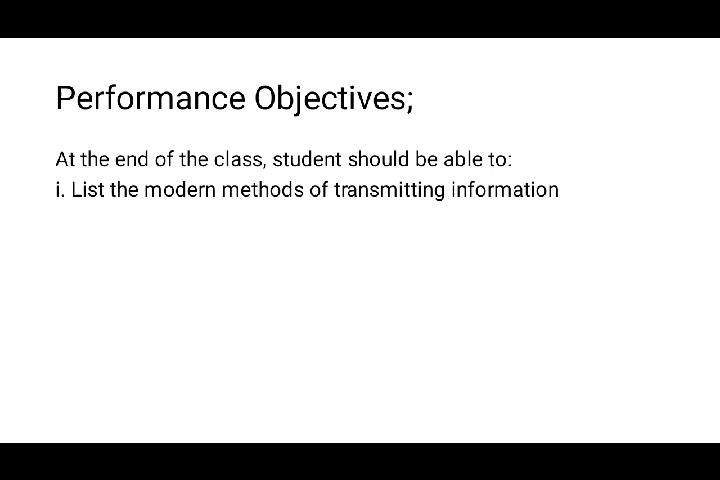 Performance Objectives;
At the end of the class, student should be able to:
i. List the modern methods of transmitting information